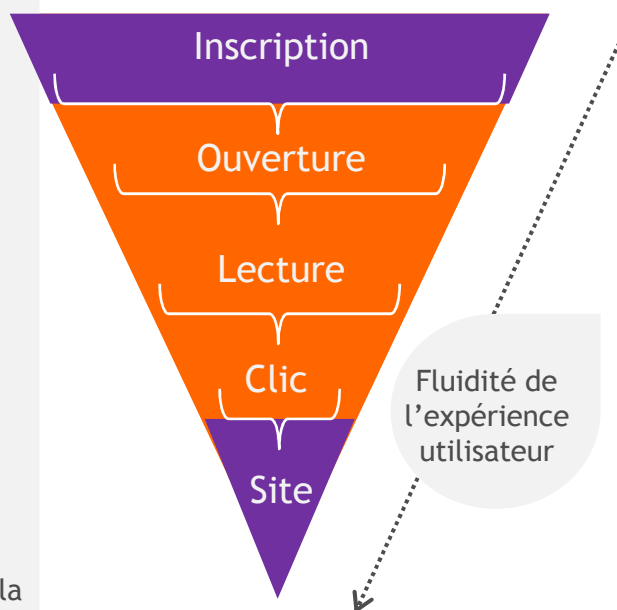 Inscription
Ouverture
Lecture
Clic
Fluidité de
l’expérience
utilisateur
Site
la